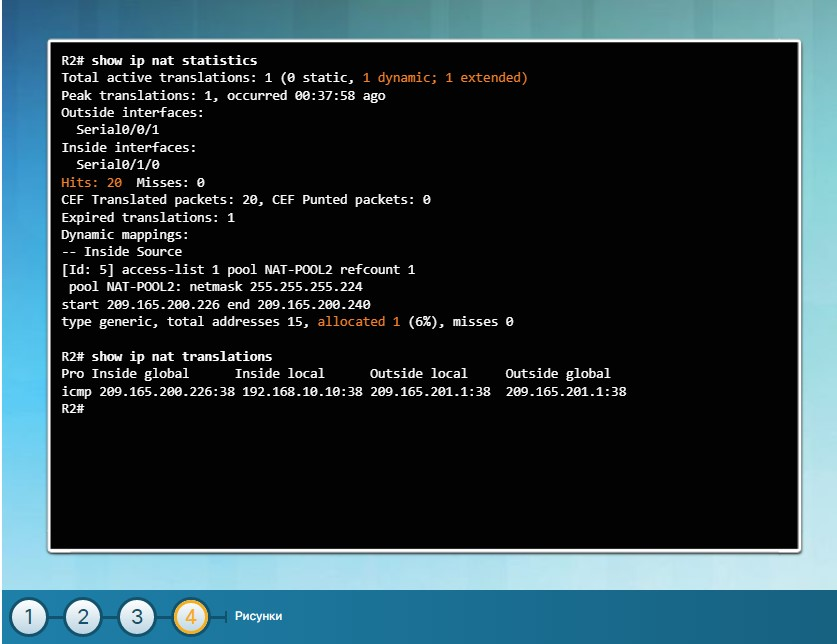 R2# show ip nat statistics
Total active translations: 1 (0 static, 1 dynamic; 1 extended)
Peak translations: 1, occurred 00:37:58 ago
Outside interfaces:
  Serial0/0/1
Inside interfaces:
  Serial0/1/0
Hits: 20  Misses: 0
CEF Translated packets: 20, CEF Punted packets: 0
Expired translations: 1
Dynamic mappings:
-- Inside Source
[Id: 5] access-list 1 pool NAT-POOL2 refcount 1
 pool NAT-POOL2: netmask 255.255.255.224
start 209.165.200.226 end 209.165.200.240
type generic, total addresses 15, allocated 1 (6%), misses 0
R2# show ip nat translations
Pro Inside global      Inside local      Outside local     Outside global
icmp 209.165.200.226:38 192.168.10.10:38 209.165.201.1:38  209.165.201.1:38
R2#
1 2 3 4 Рисунки